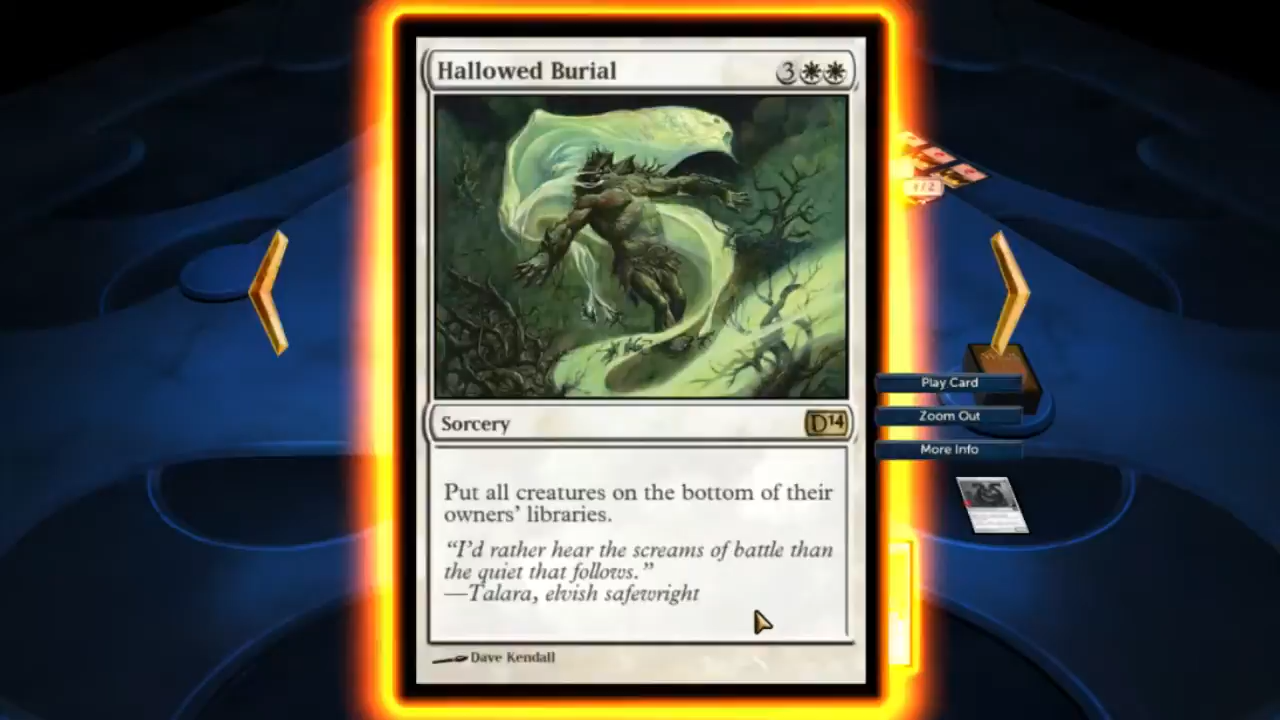 Hallowed Burial 3
Sorcery D14
Put all creatures on the bottom of their
owners' libraries.
"I'd rather hear the screams of battle than
the quiet that follows."
—Talara, elvish safewright
Dave Kendall
Play Card
Zoom Out
More Info